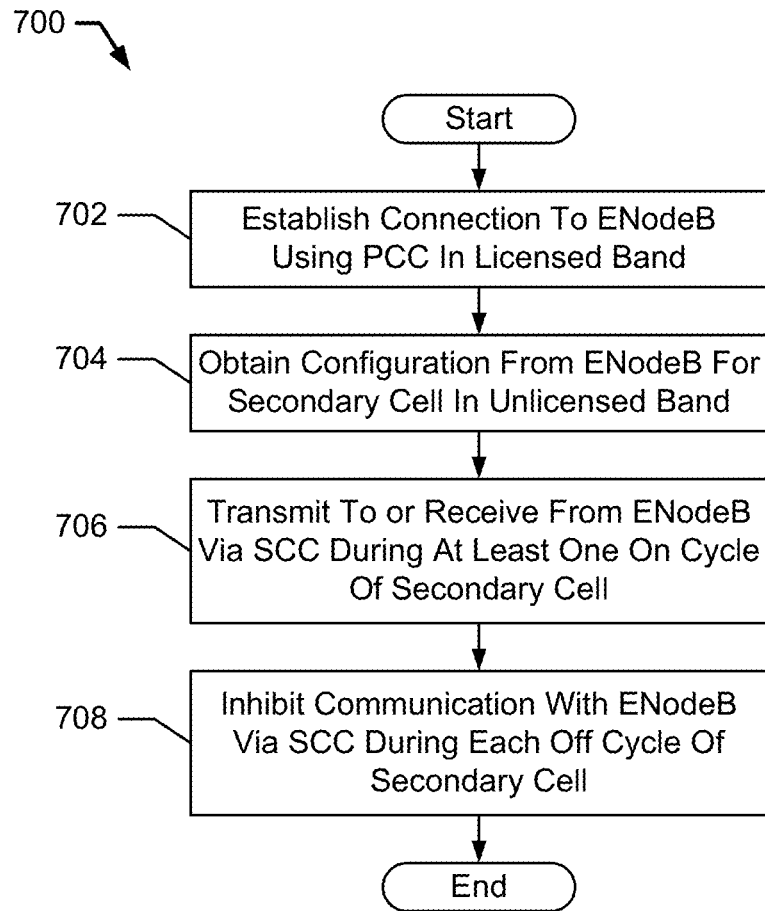 700
Start
702
Establish Connection To ENodeB
Using PCC In Licensed Band
704
Obtain Configuration From ENodeB For
Secondary Cell In Unlicensed Band
706
Transmit To or Receive From ENodeB
Via SCC During At Least One On Cycle
Of Secondary Cell
708
Inhibit Communication With ENodeB
Via SCC During Each Off Cycle Of
Secondary Cell
End